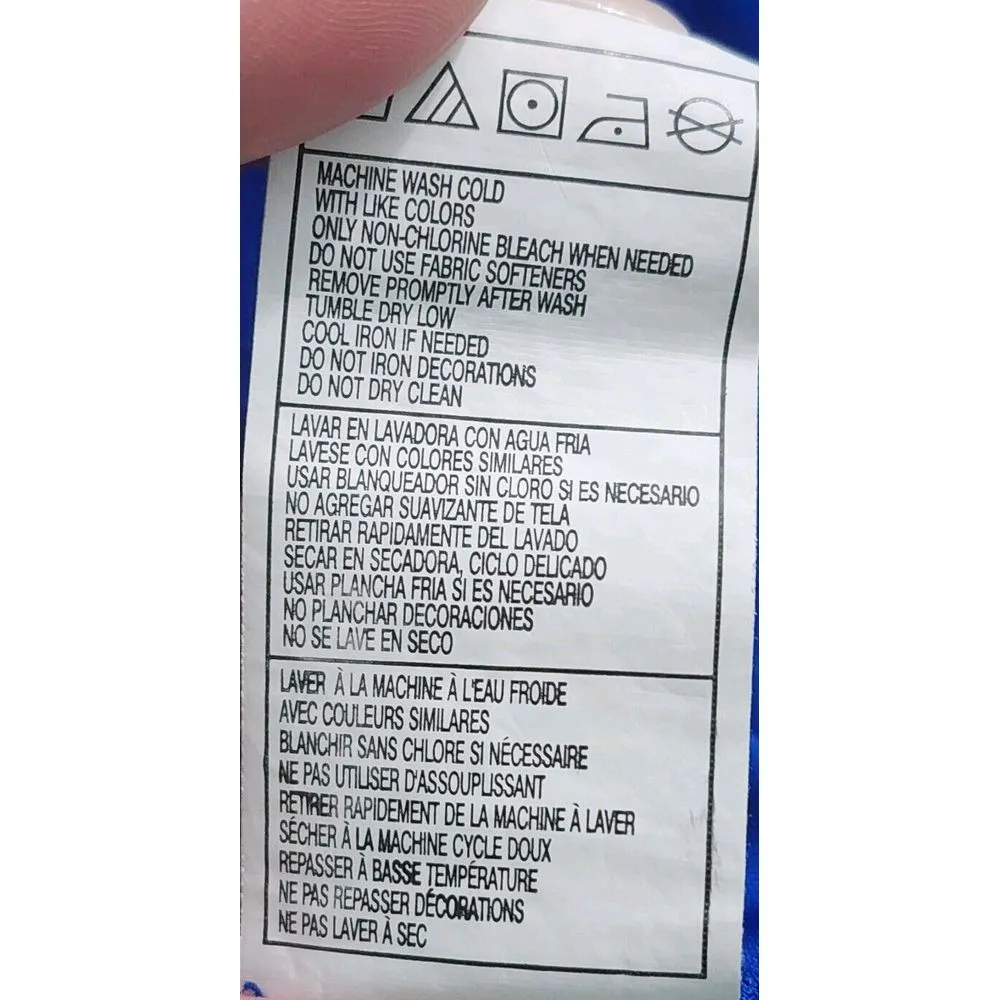 MACHINE WASH COLD
WITH LIKE COLORS
ONLY NON-CHLORINE BLEACH WHEN NEEDED
DO NOT USE FABRIC SOFTENERS
REMOVE PROMPTLY AFTER WASH
TUMBLE DRY LOW
COOL IRON IF NEEDED
DO NOT IRON DECORATIONS
DO NOT DRY CLEAN
LAVAR EN LAVADORA CON AGUA FRIA
LAVESE CON COLORES SIMILARES
USAR BLANQUEADOR SIN CLORO SI ES NECESARIO
NO AGREGAR SUAVIZANTE DE TELA
RETIRAR RAPIDAMENTE DEL LAVADO
SECAR EN SECADORA, CICLO DELICADO
USAR PLANCHA FRIA SI ES NECESARIO
NO PLANCHAR DECORACIONES
NO SE LAVE EN SECO
LAVER À LA MACHINE À L'EAU FROIDE
AVEC COULEURS SIMILARES
BLANCHIR SANS CHLORE SI NÉCESSAIRE
NE PAS UTILISER D'ASSOUPLISSANT
RETIRER RAPIDEMENT DE LA MACHINE À LAVER
SÉCHER À LA MACHINE CYCLE DOUX
REPASSER À BASSE TEMPÉRATURE
NE PAS REPASSER DÉCORATIONS
NE PAS LAVER À SEC